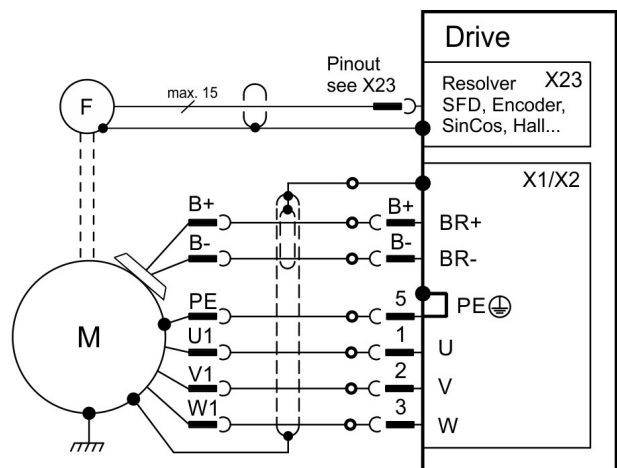 Drive
Pinout
see X23
Resolver X23
SFD, Encoder,
SinCos, Hall...
F
max. 15
X1/X2
B+ B+ BR+
B- B- BR-
PE 5 PE
M
U1 1 U
V1 2 V
W1 3 W